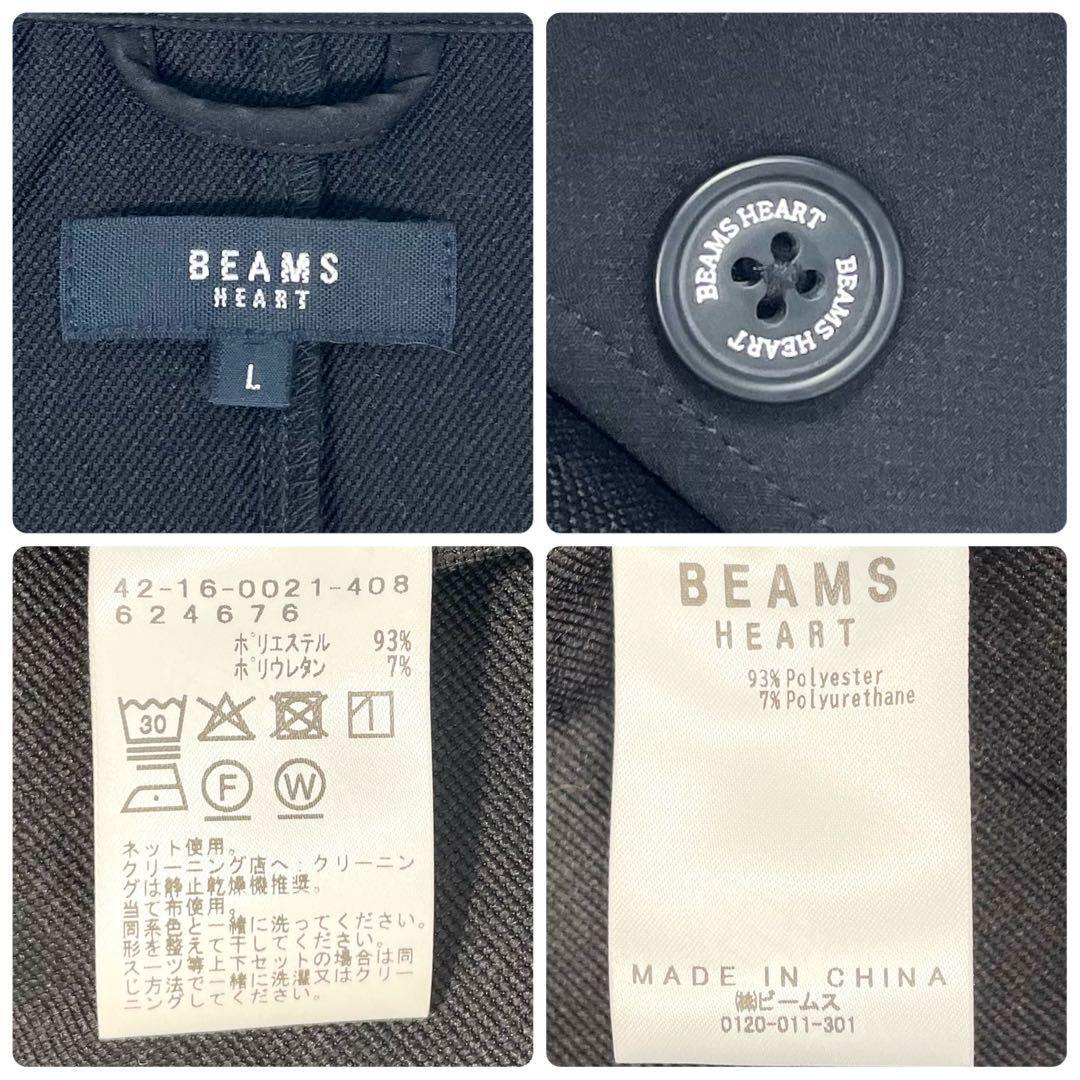 BEAMS
HEART
L
BEAMS HEART
BEAMS HEART
42-16-0021-408
624676
ポリエステル 93%
ポリウレタン 7%
30
F
W
ネット使用。
クリーニング店へ:クリーニン
グは静止乾燥機推奨。
当て布使用。
同系色と一緒に洗ってください。
形を整えて干してください。
スーツ等上下セットの場合は同
じ方法で一緒に洗濯又はクリー
ニングしてください。
BEAMS
HEART
93% Polyester
7% Polyurethane
MADE IN CHINA
㈱ビームス
0120-011-301